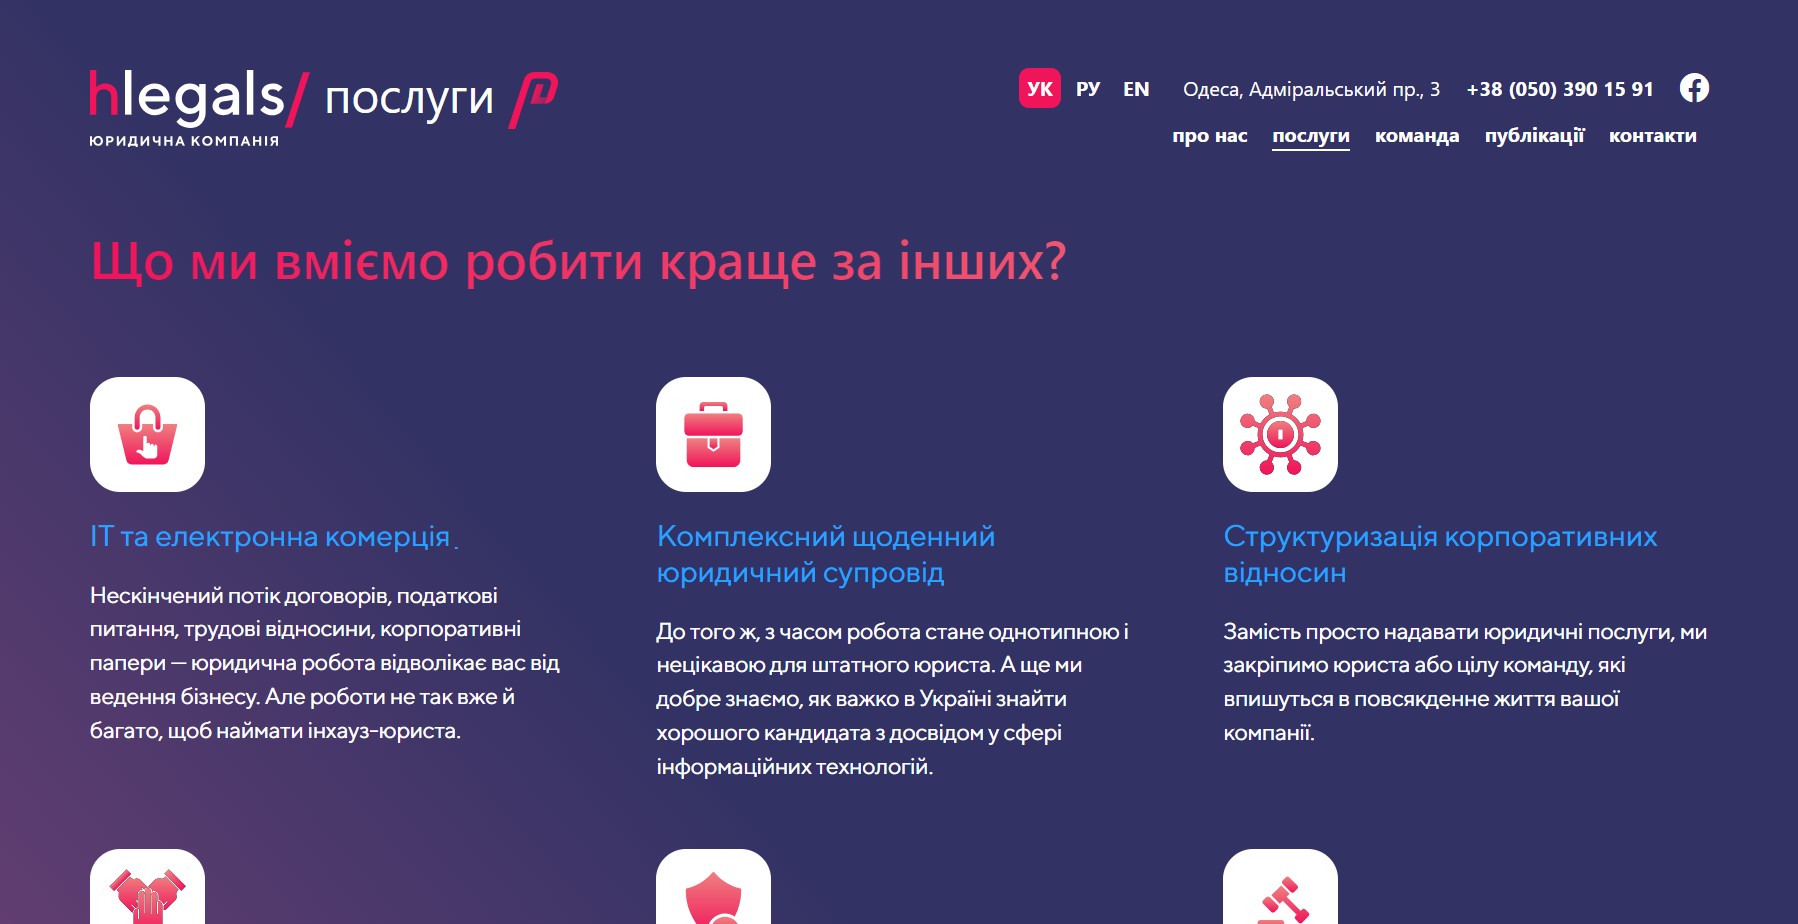 hlegals/ послуги
ЮРИДИЧНА КОМПАНІЯ
УК РУ EN Одеса, Адміральський пр., 3 +38 (050) 390 15 91
про нас послуги команда публікації контакти
Що ми вміємо робити краще за інших?
ІТ та електронна комерція.
Нескінчений потік договорів, податкові
питання, трудові відносини, корпоративні
папери — юридична робота відволікає вас від
ведення бізнесу. Але роботи не так вже й
багато, щоб наймати інхауз-юриста.
Комплексний щоденний
юридичний супровід
До того ж, з часом робота стане однотипною і
нецікавою для штатного юриста. А ще ми
добре знаємо, як важко в Україні знайти
хорошого кандидата з досвідом у сфері
інформаційних технологій.
Структуризація корпоративних
відносин
Замість просто надавати юридичні послуги, ми
закріпимо юриста або цілу команду, які
впишуться в повсякденне життя вашої
компанії.